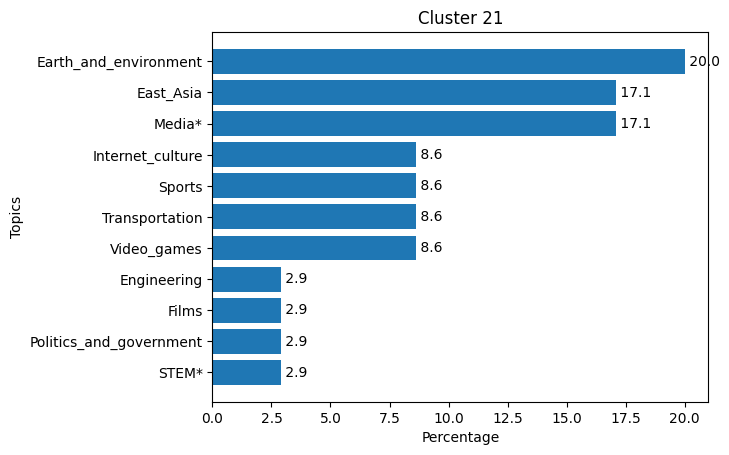 Cluster 21
Topics
Earth_and_environment 20.0
East_Asia 17.1
Media* 17.1
Internet_culture 8.6
Sports 8.6
Transportation 8.6
Video_games 8.6
Engineering 2.9
Films 2.9
Politics_and_government 2.9
STEM* 2.9
0.0 2.5 5.0 7.5 10.0 12.5 15.0 17.5 20.0
Percentage